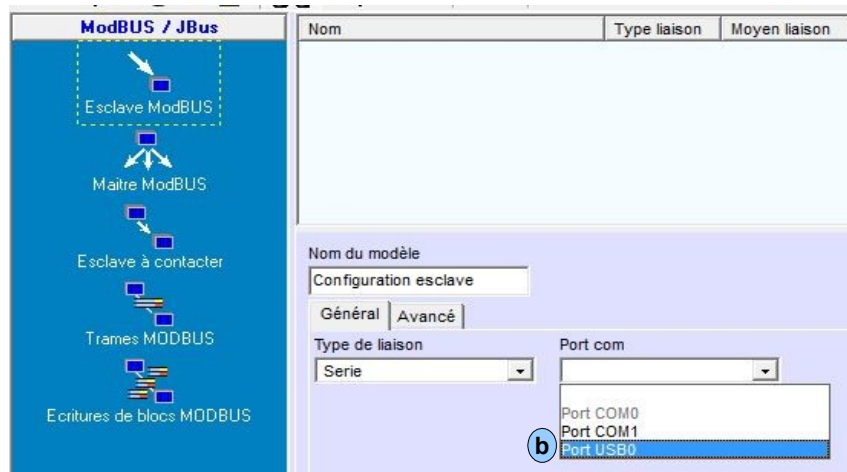 ModBUS / JBus
Esclave ModBUS
Maitre ModBUS
Esclave à contacter
Trames MODBUS
Ecritures de blocs MODBUS
Nom Type liaison Moyen liaison
Nom du modèle
Configuration esclave
Général Avancé
Type de liaison Port com
Serie
Port COM0
Port COM1
b Port USB0